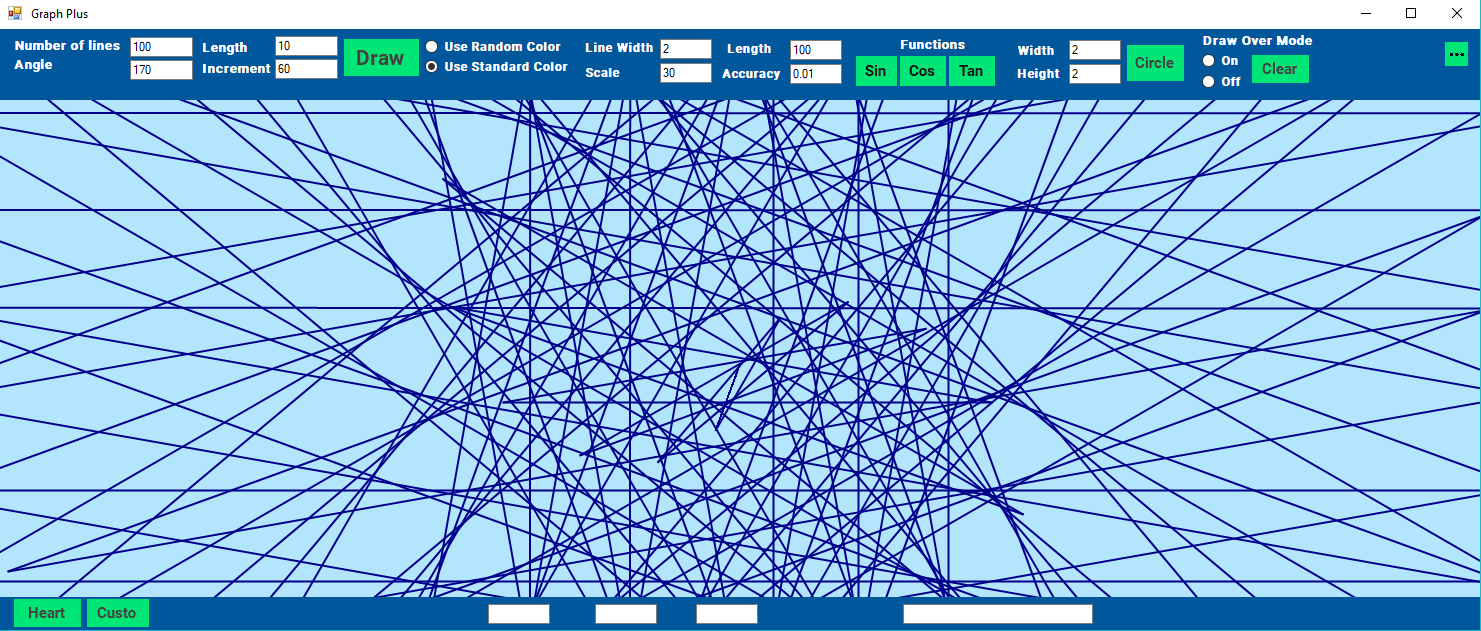 Graph Plus
Number of lines 100 Length 10
Angle 170 Increment 60
Draw
Use Random Color
Use Standard Color
Line Width 2 Length 100
Scale 30 Accuracy 0.01
Functions
Sin Cos Tan
Width 2
Height 2
Circle
Draw Over Mode
On
Off
Clear
...
Heart Custo